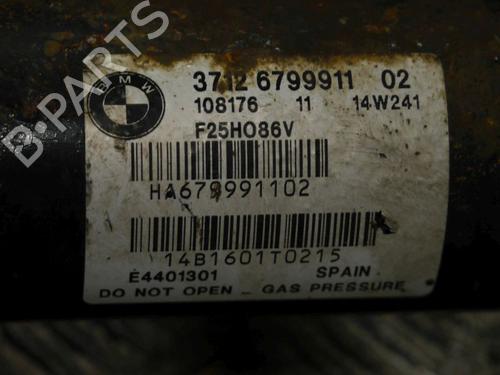 BMW
3712 6799911 02
108176 11 14W241
F25HO86V
HA679991102
14B1601T0215
E4401301 SPAIN
DO NOT OPEN - GAS PRESSURE
B-PARTS